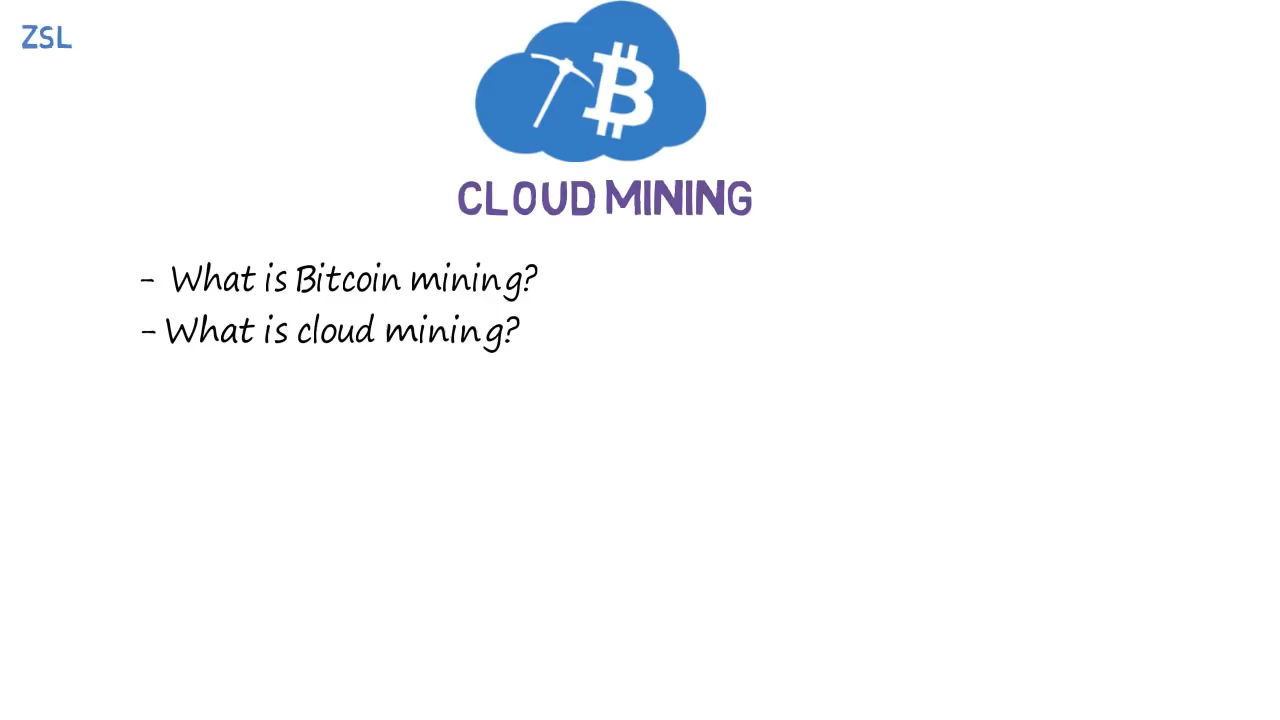 ZSL
CLOUD MINING
- What is Bitcoin mining?
- What is cloud mining?